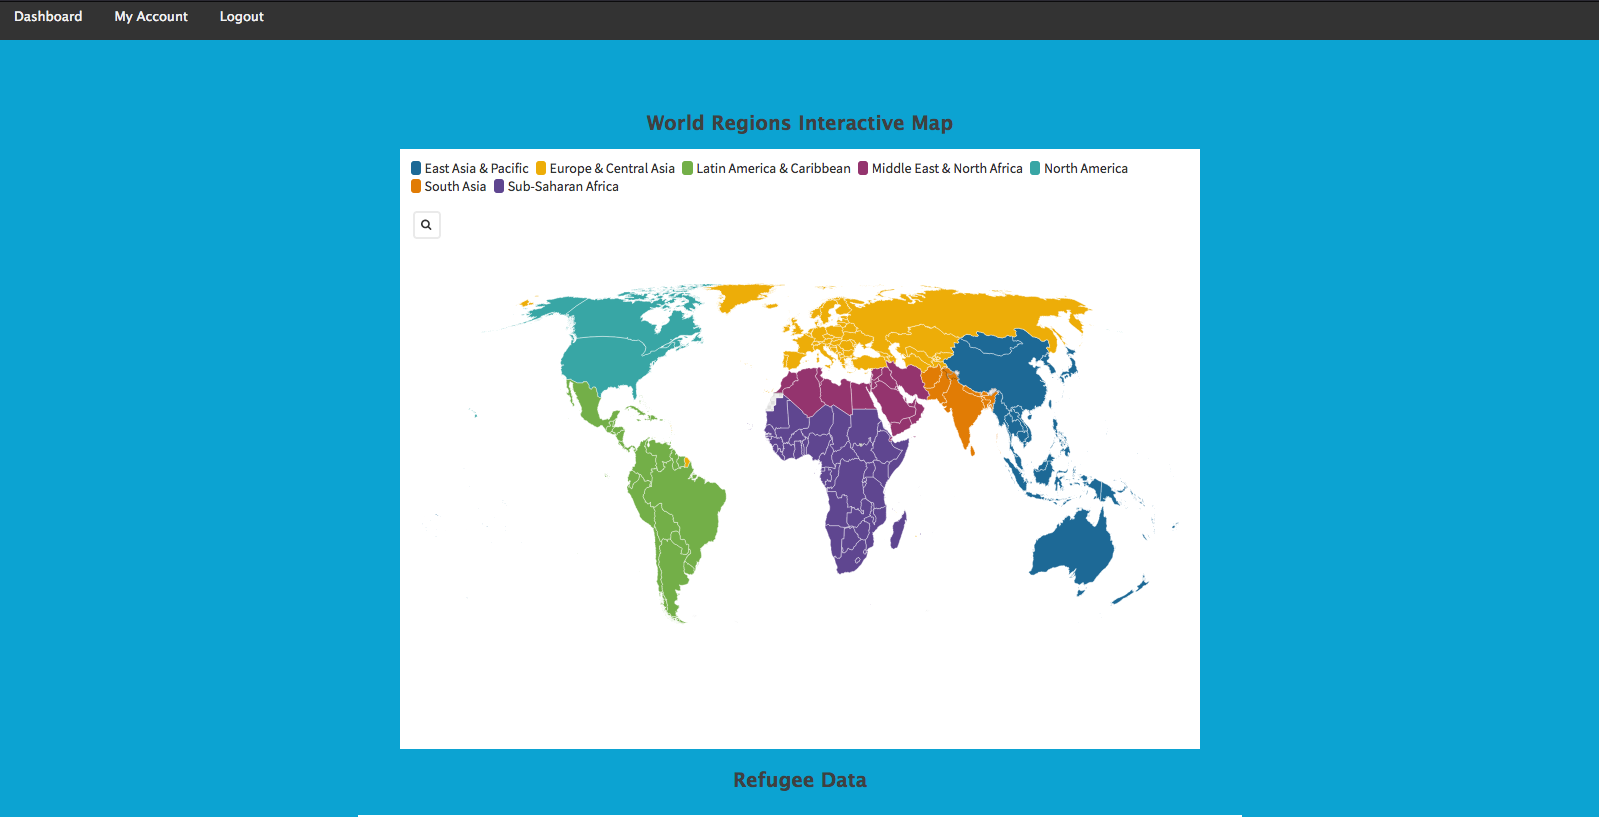 Dashboard My Account Logout
World Regions Interactive Map
East Asia & Pacific Europe & Central Asia Latin America & Caribbean Middle East & North Africa North America
South Asia Sub-Saharan Africa
Refugee Data